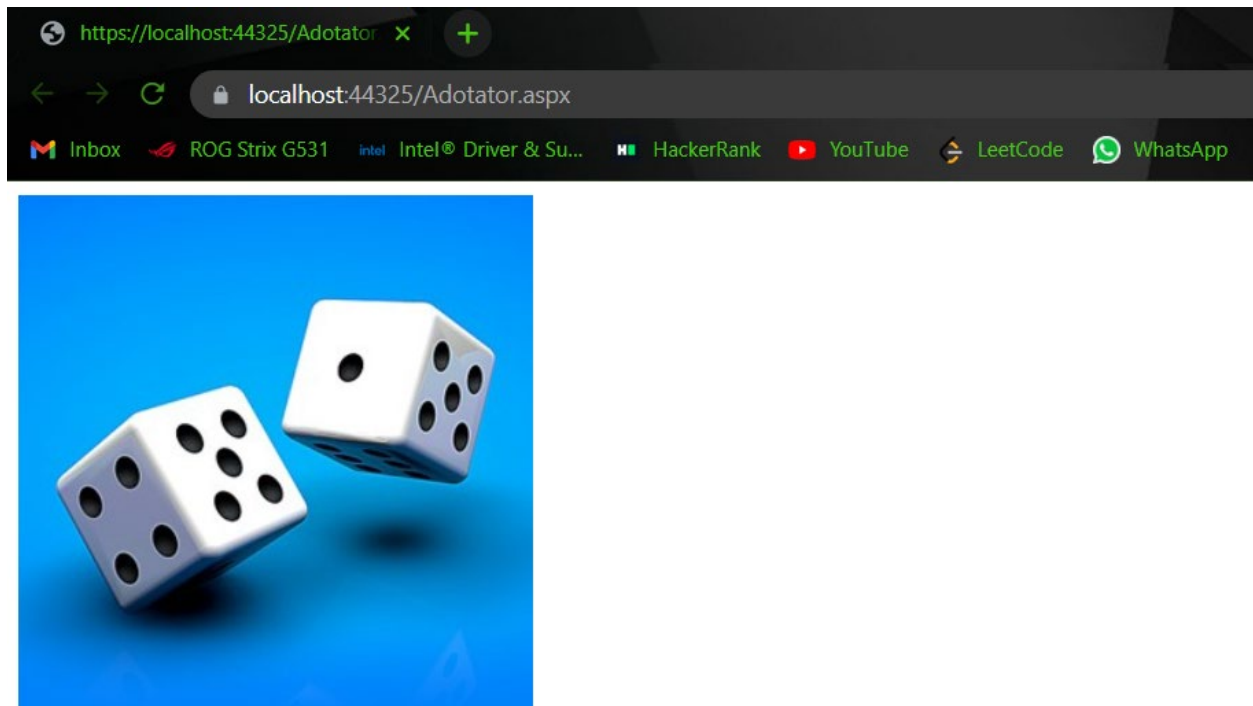 https://localhost:44325/Adotator
localhost:44325/Adotator.aspx
Inbox ROG Strix G531 intel Intel® Driver & Su... HackerRank YouTube LeetCode WhatsApp